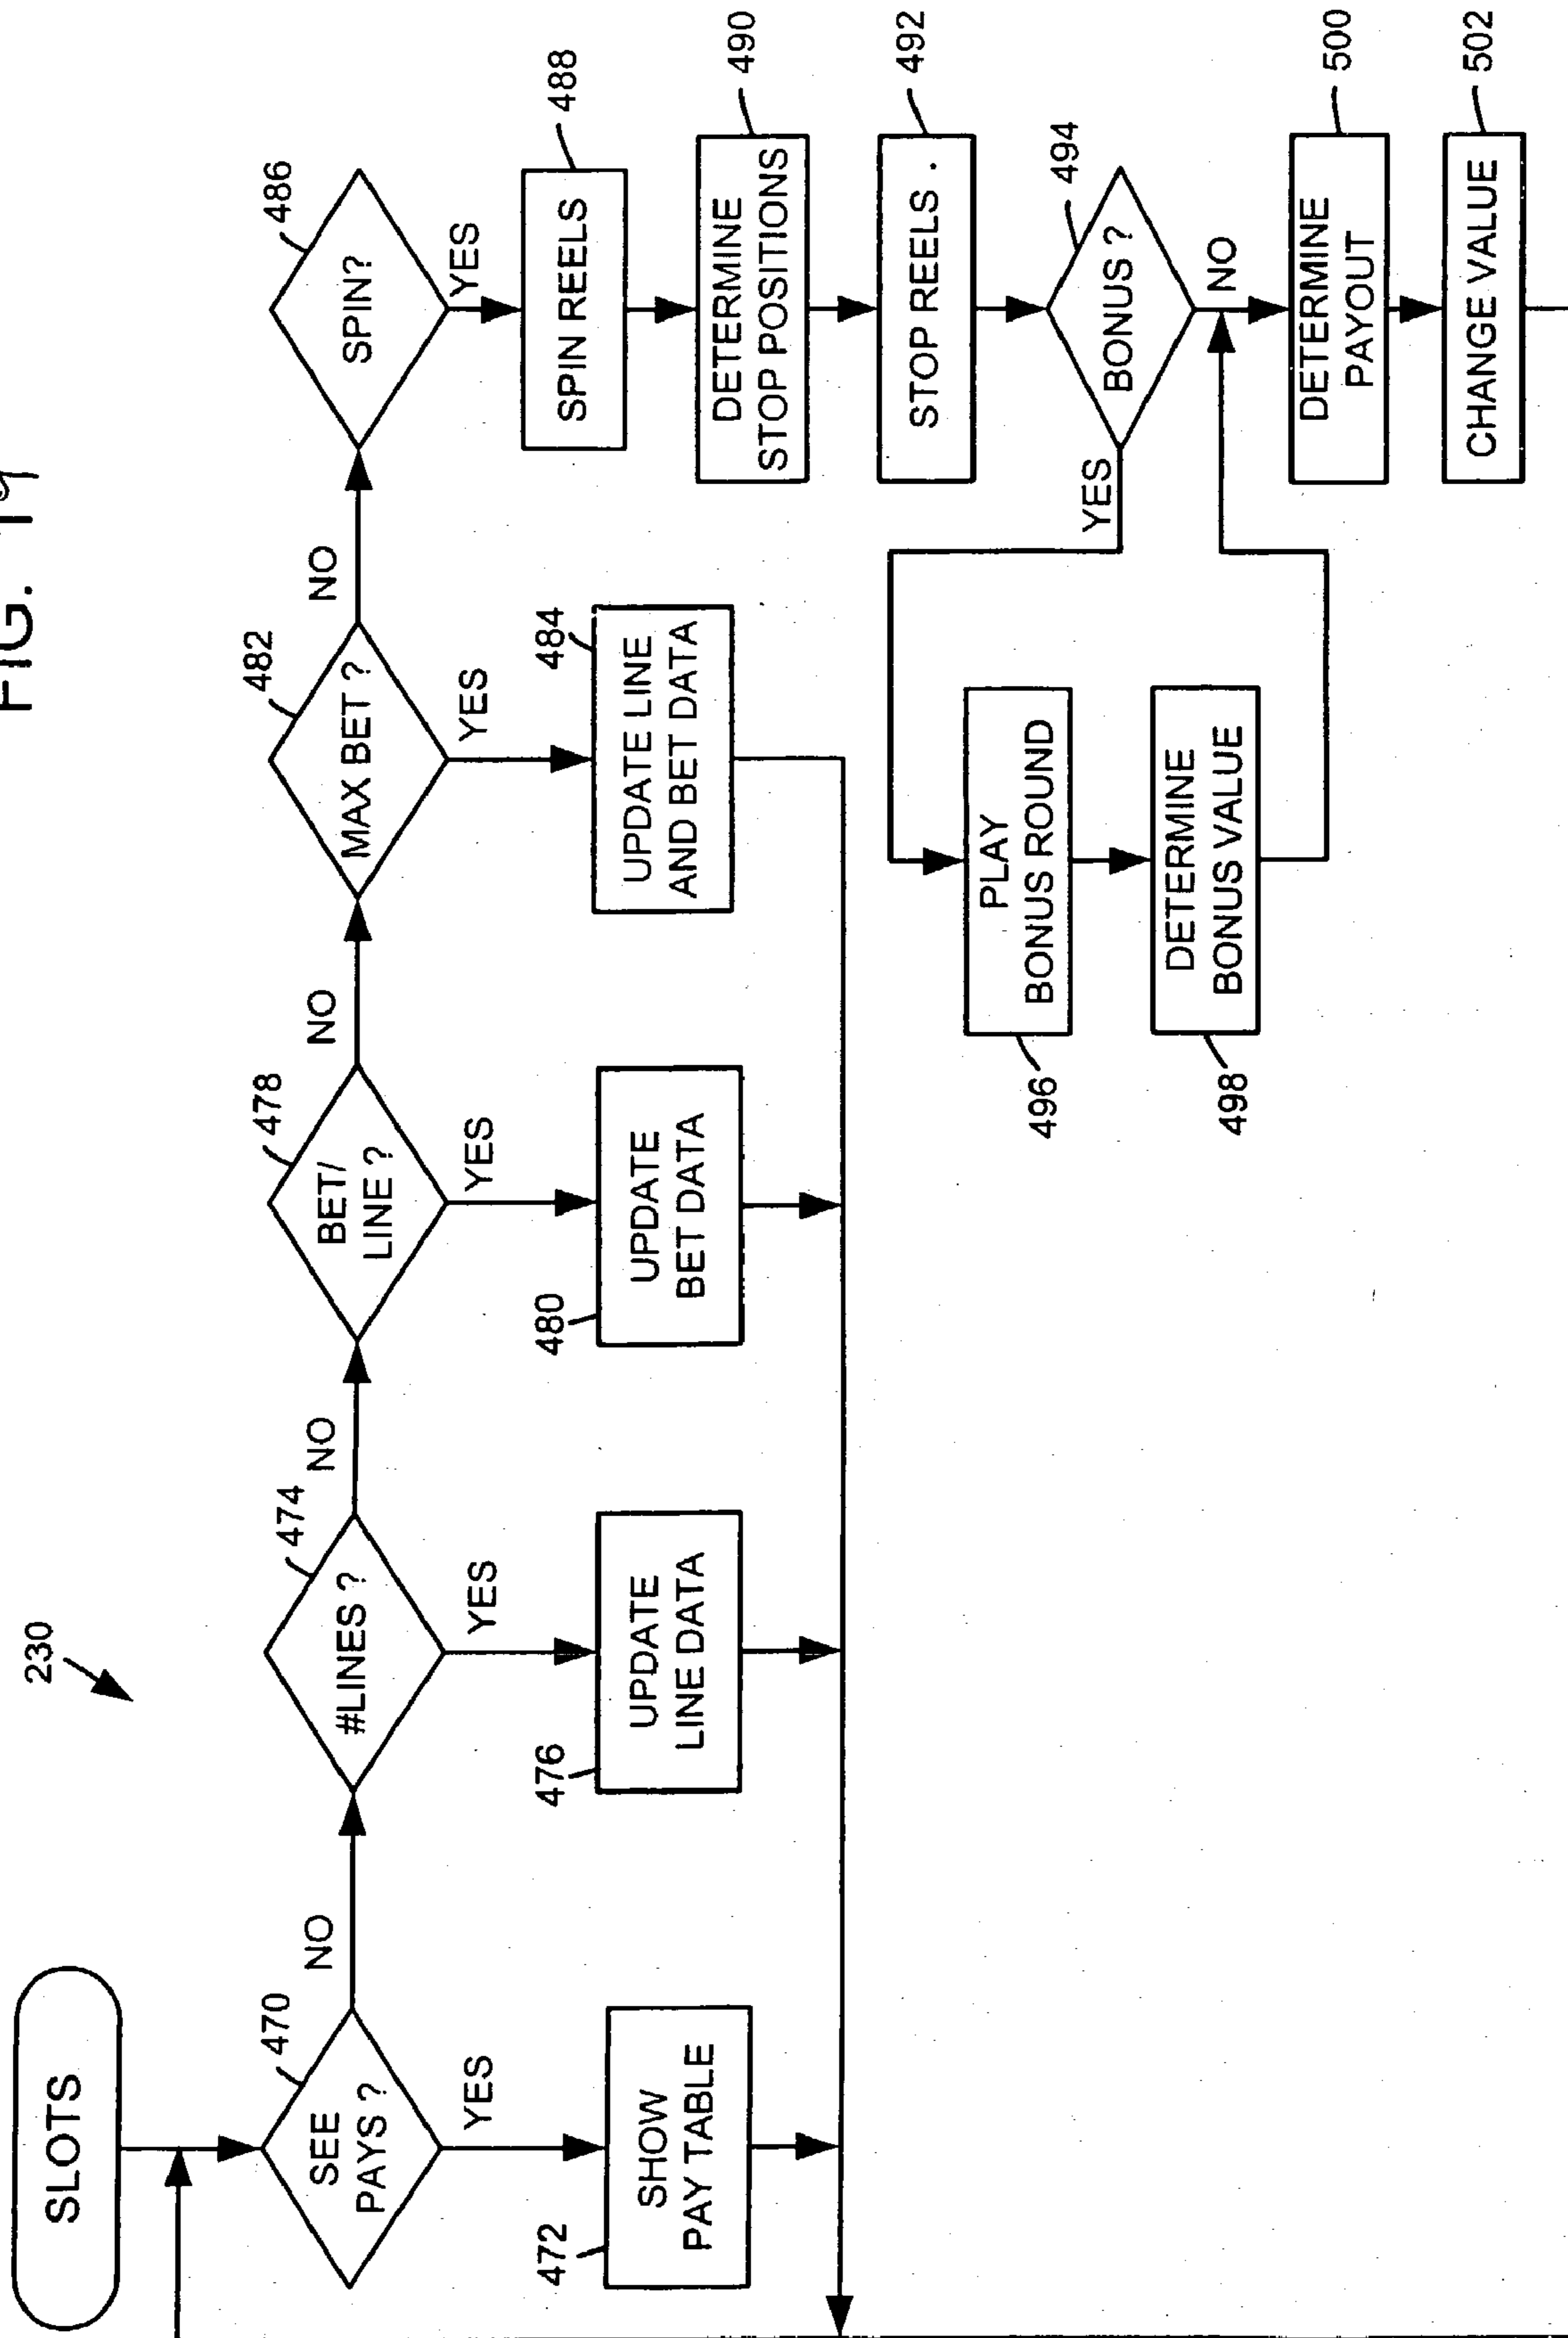 FIG. 19
230
SLOTS
470
SEE
PAYS ?
NO
YES
472
SHOW
PAY TABLE
474
#LINES ?
NO
YES
476
UPDATE
LINE DATA
478
BET/
LINE ?
NO
YES
480
UPDATE
BET DATA
482
MAX BET ?
NO
YES
484
UPDATE LINE
AND BET DATA
486
SPIN?
YES
488
SPIN REELS
490
DETERMINE
STOP POSITIONS
492
STOP REELS .
494
BONUS ?
YES
NO
496
PLAY
BONUS ROUND
498
DETERMINE
BONUS VALUE
500
DETERMINE
PAYOUT
502
CHANGE VALUE